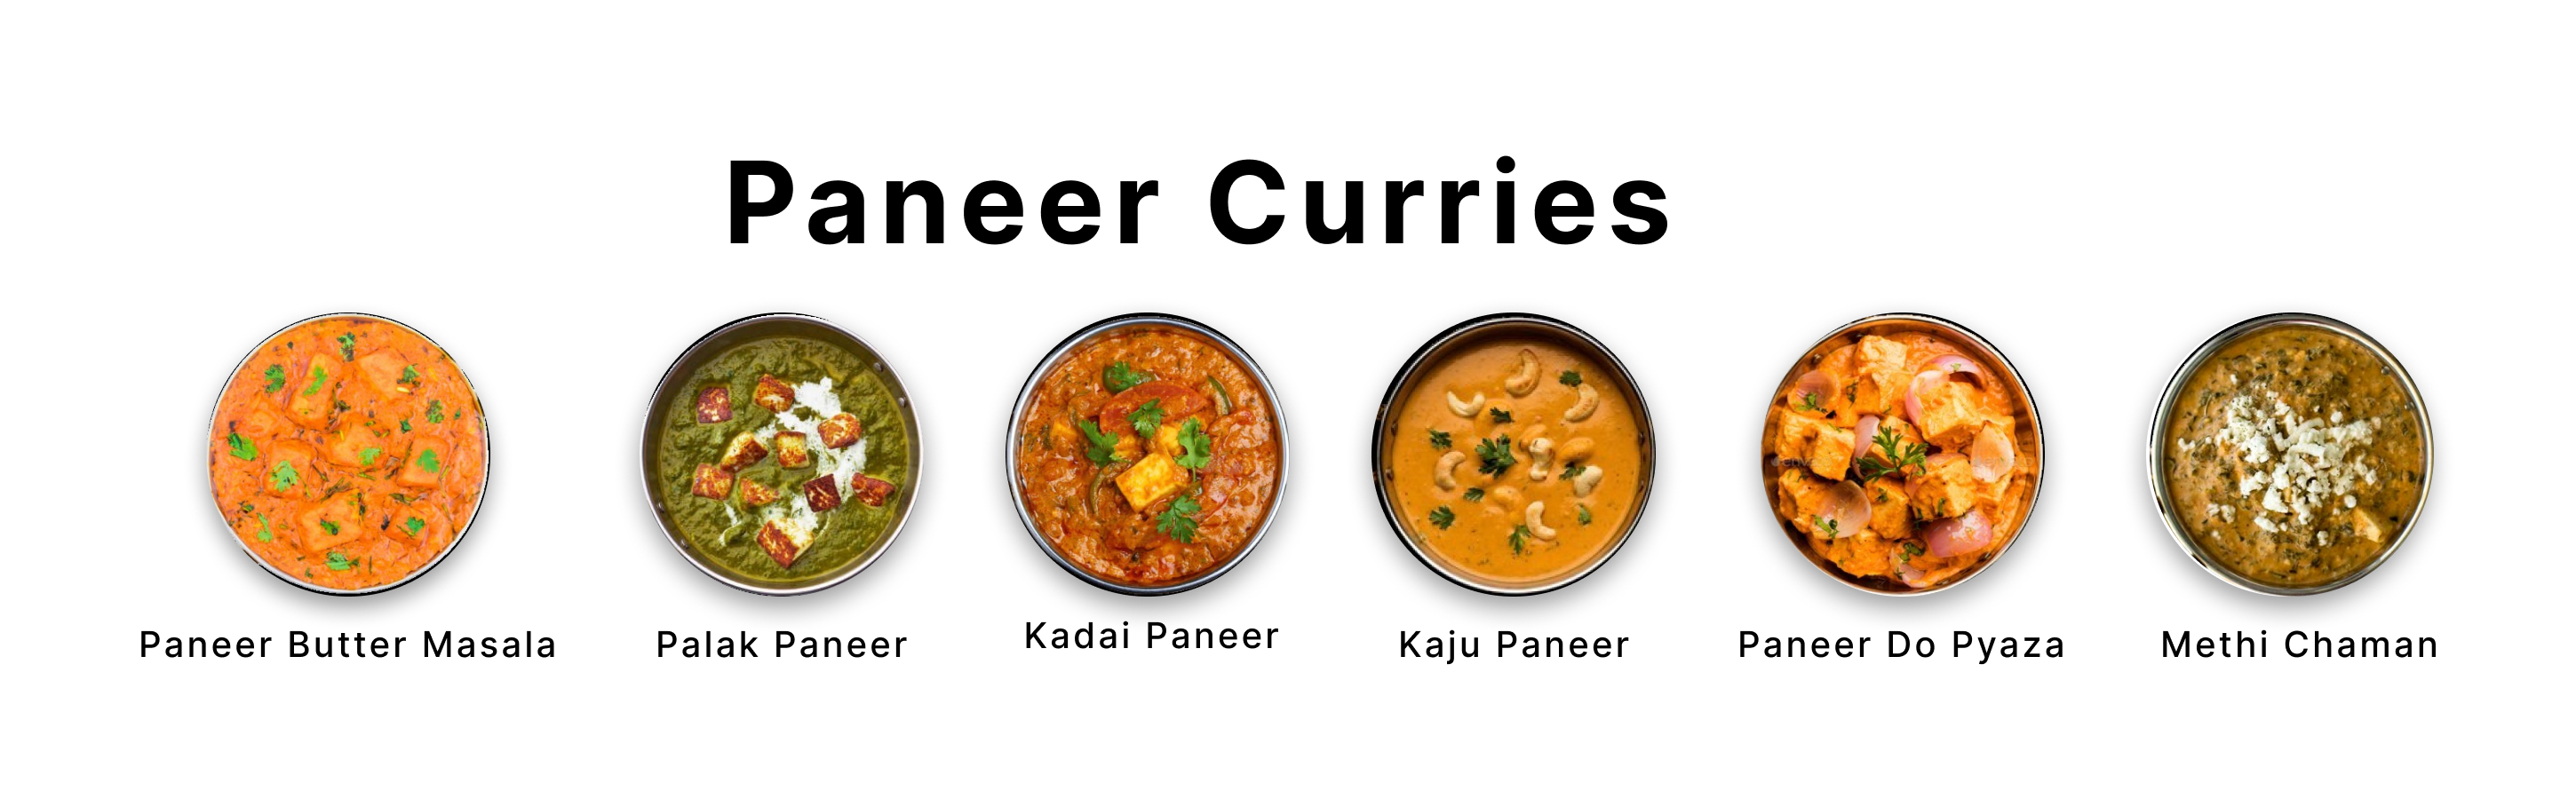 Paneer Curries
Paneer Butter Masala
Palak Paneer
Kadai Paneer
Kaju Paneer
Paneer Do Pyaza
Methi Chaman